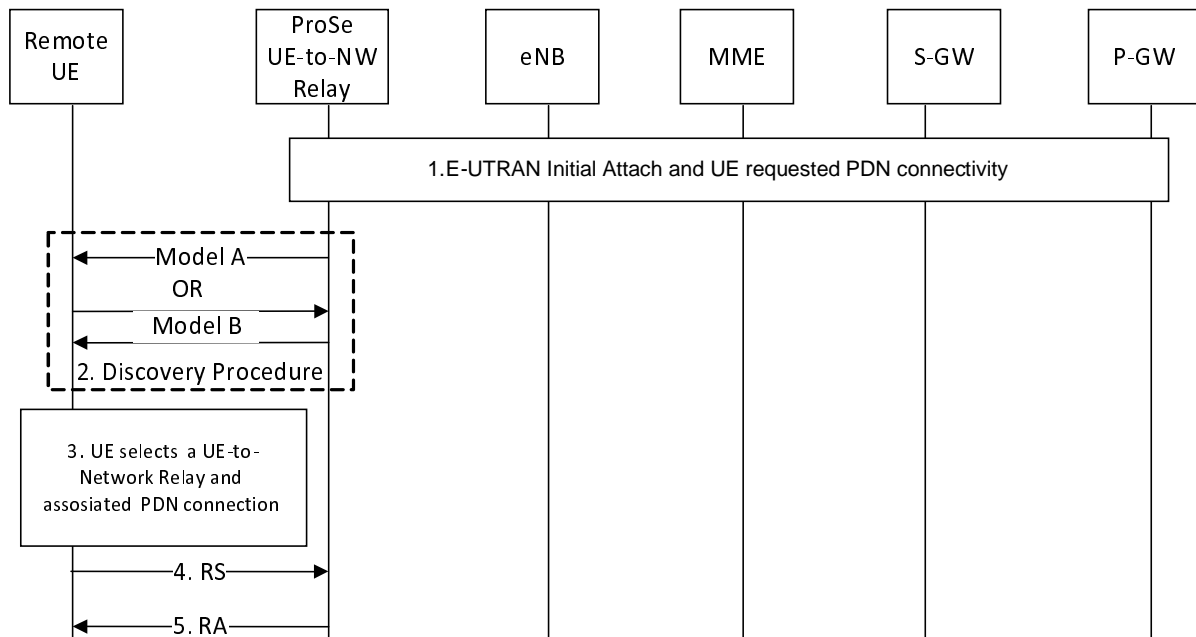 Remote
UE
ProSe
UE-to-NW
Relay
eNB
MME
S-GW
P-GW
1.E-UTRAN Initial Attach and UE requested PDN connectivity
Model A
OR
Model B
2. Discovery Procedure
3. UE selects a UE-to-
Network Relay and
assosiated PDN connection
4. RS
5. RA